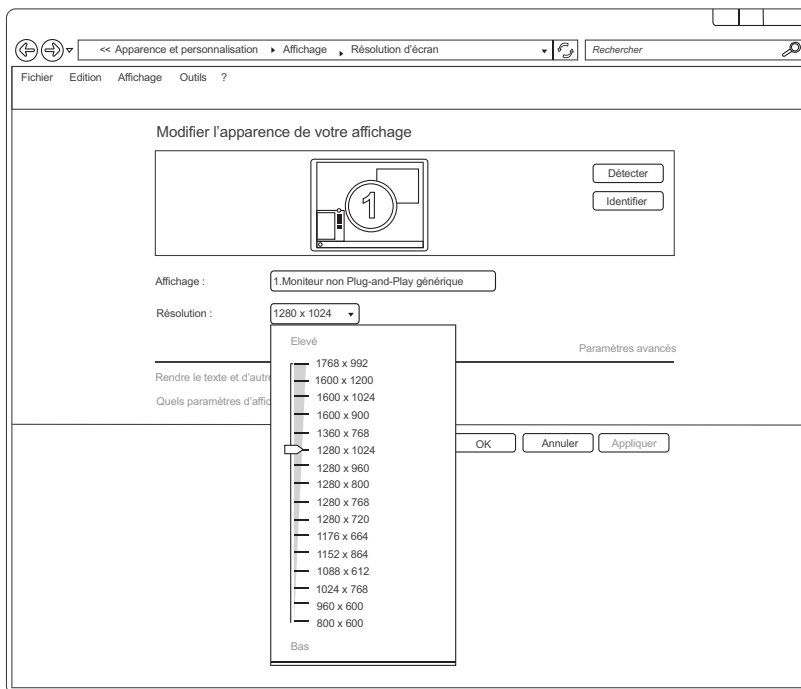 << Apparence et personnalisation Affichage Résolution d'écran Rechercher
Fichier Edition Affichage Outils ?
Modifier l'apparence de votre affichage
1
Détecter
Identifier
Affichage : 1.Moniteur non Plug-and-Play générique
Résolution : 1280 x 1024
Elevé
Paramètres avancés
1768 x 992
Rendre le texte et d'autre
1600 x 1200
1600 x 1024
Quels paramètres d'affic
1600 x 900
1360 x 768
1280 x 1024
OK Annuler Appliquer
1280 x 960
1280 x 800
1280 x 768
1280 x 720
1176 x 664
1152 x 864
1088 x 612
1024 x 768
960 x 600
800 x 600
Bas